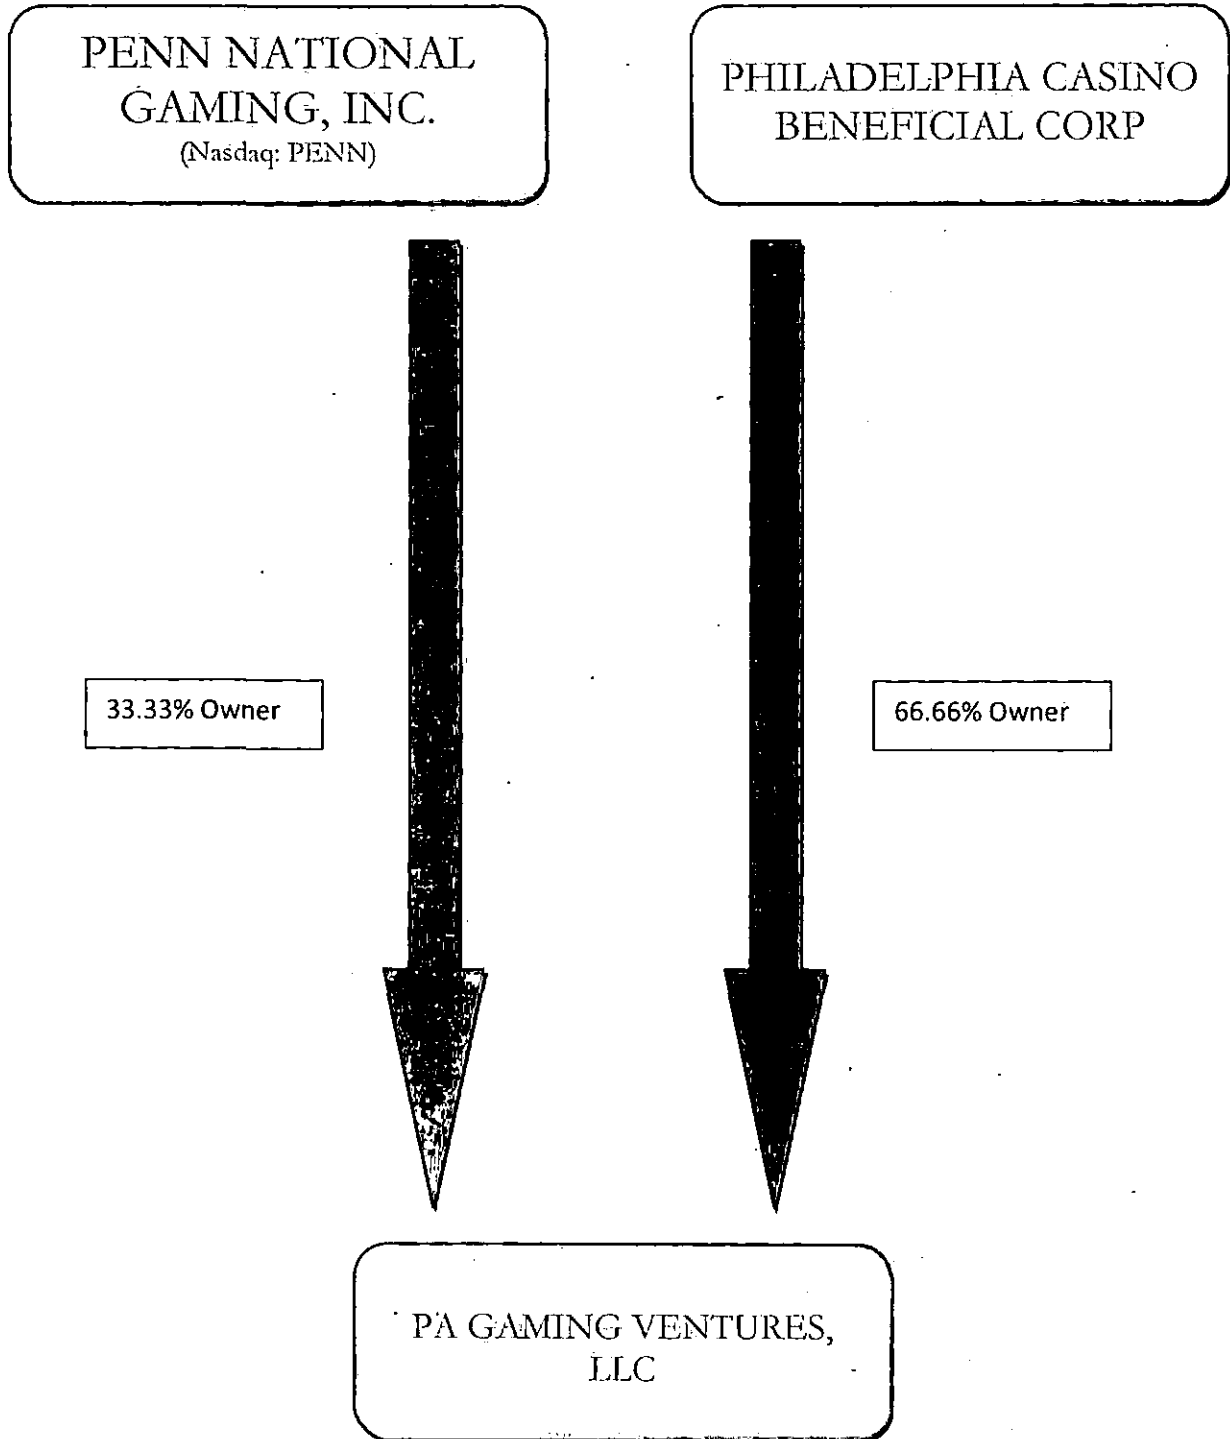 PENN NATIONAL
GAMING, INC.
(Nasdaq: PENN)
PHILADELPHIA CASINO
BENEFICIAL CORP
33.33% Owner
66.66% Owner
PA GAMING VENTURES,
LLC